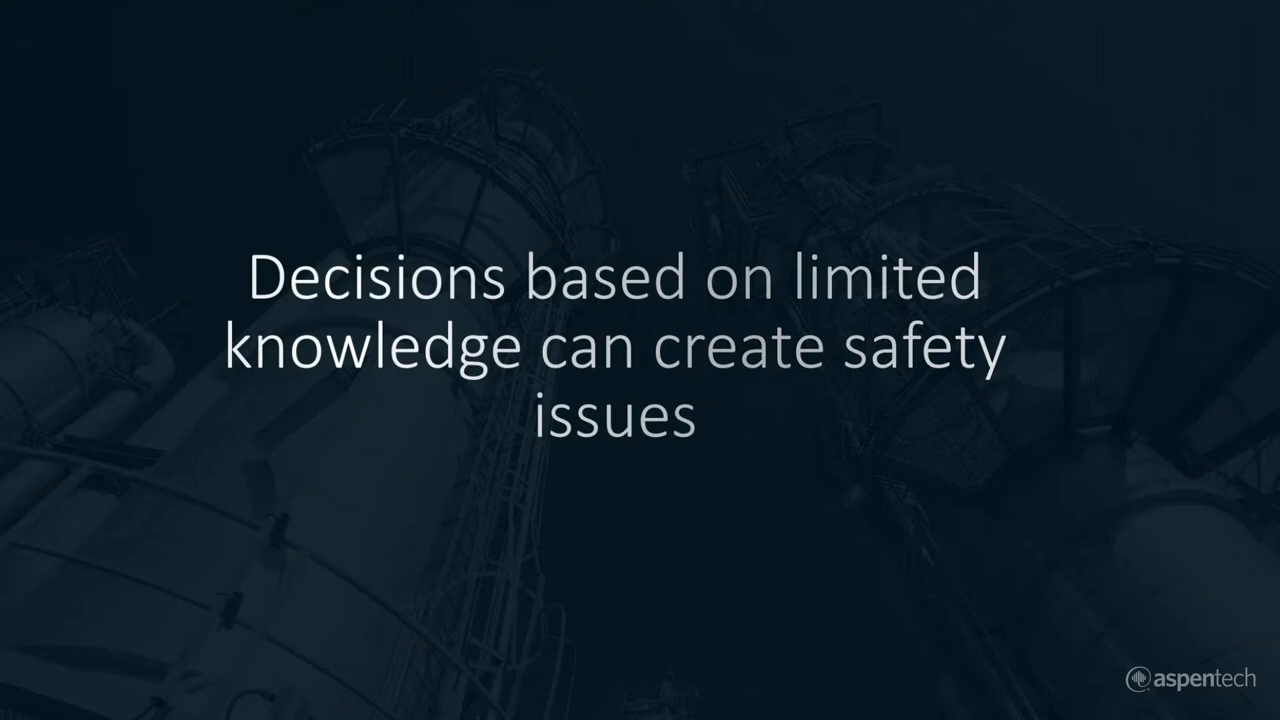 Decisions based on limited
knowledge can create safety
issues
aspentech